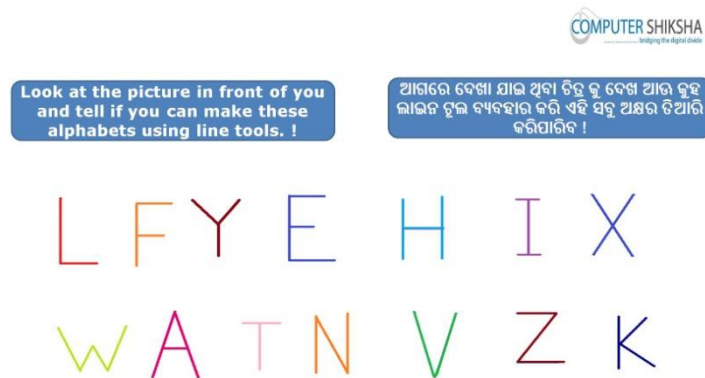 COMPUTER SHIKSHA
bridging the digital divide
Look at the picture in front of you
and tell if you can make these
alphabets using line tools. !
ଆଗରେ ଦେଖା ଯାଇ ଥିବା ଚିତ୍ର କୁ ଦେଖ ଆଉ କୁହ
ଲାଇନ ଟୁଲ ବ୍ୟବହାର କରି ଏହି ସବୁ ଅକ୍ଷର ତିଆରି
କରିପାରିବ !
L F Y E H I X
W A T N V Z K